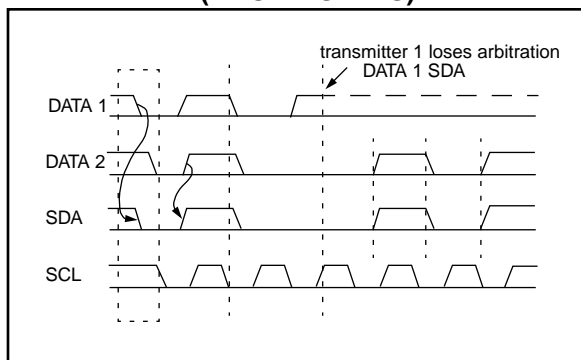 transmitter 1 loses arbitration
DATA 1 SDA
DATA 1
DATA 2
SDA
SCL